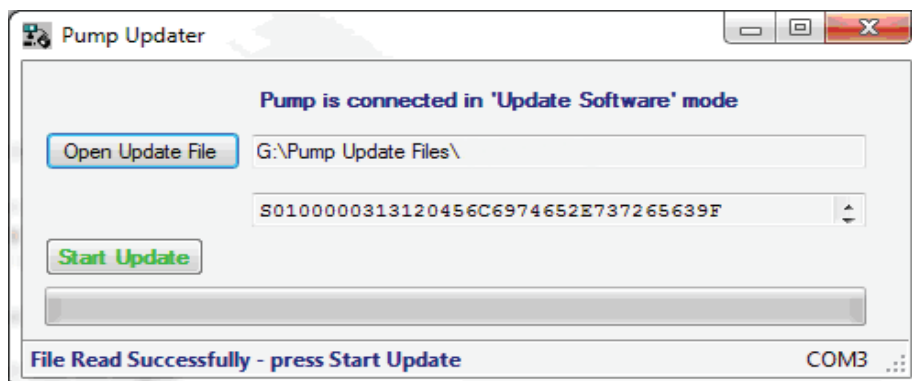 Pump Updater
Pump is connected in 'Update Software' mode
Open Update File G:\Pump Update Files\
S0100000313120456C6974652E737265639F
Start Update
File Read Successfully - press Start Update COM3